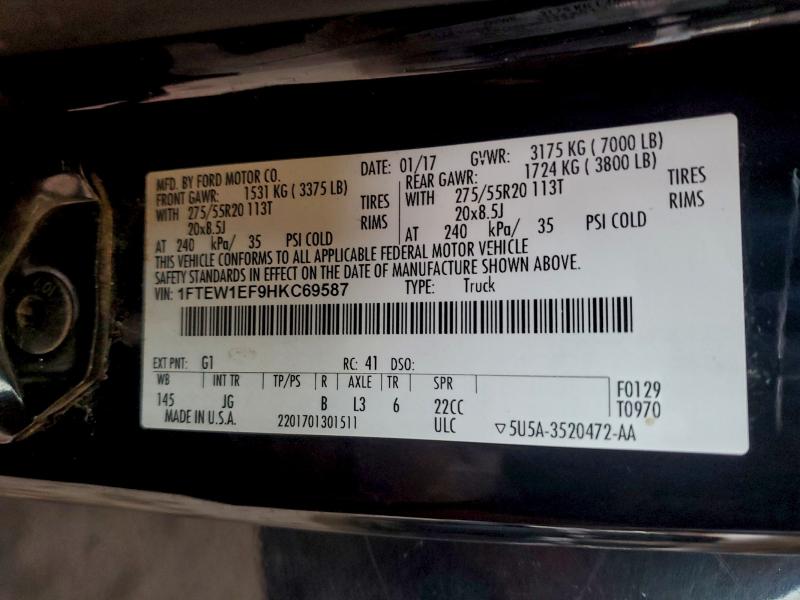 MFD. BY FORD MOTOR CO. DATE: 01/17 GVWR: 3175 KG ( 7000 LB)
FRONT GAWR: 1531 KG ( 3375 LB) REAR GAWR: 1724 KG ( 3800 LB)
WITH 275/55R20 113T TIRES WITH 275/55R20 113T TIRES
20x8.5J RIMS 20x8.5J RIMS
AT 240 kPa/ 35 PSI COLD AT 240 kPa/ 35 PSI COLD
THIS VEHICLE CONFORMS TO ALL APPLICABLE FEDERAL MOTOR VEHICLE
SAFETY STANDARDS IN EFFECT ON THE DATE OF MANUFACTURE SHOWN ABOVE.
VIN: 1FTEW1EF9HKC69587 TYPE: Truck
EXT PNT: G1 RC: 41 DSO:
WB INT TR TP/PS R AXLE TR SPR F0129
145 JG B L3 6 22CC T0970
MADE IN U.S.A. 2201701301511 ULC ▽5U5A-3520472-AA